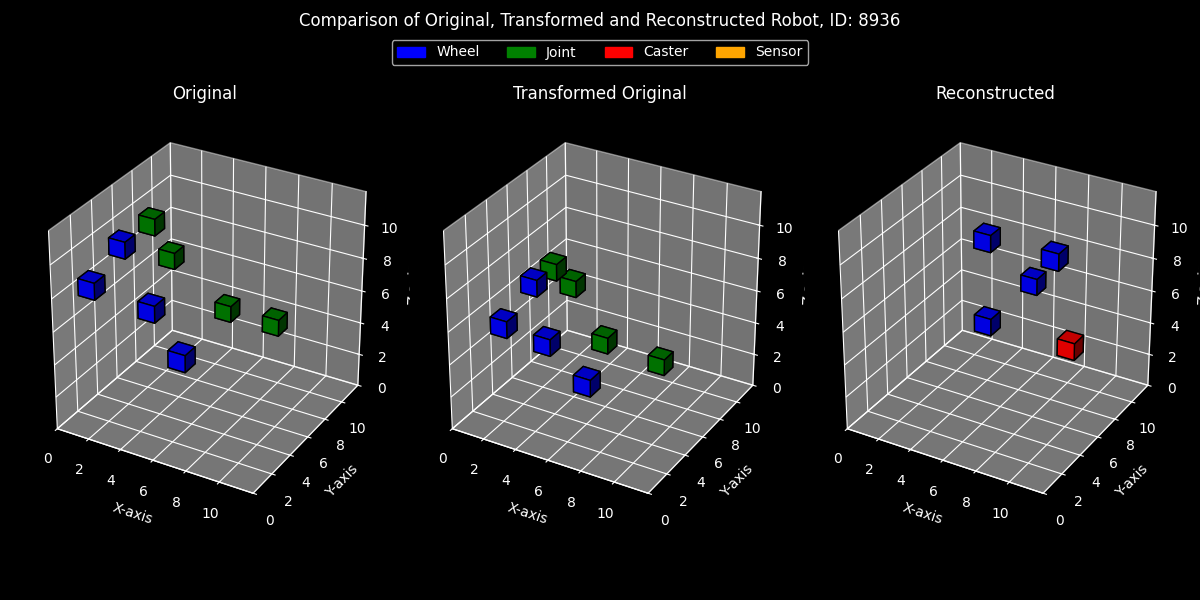 Comparison of Original, Transformed and Reconstructed Robot, ID: 8936
Wheel Joint Caster Sensor
Original Transformed Original Reconstructed
0 2 4 6 8 10
X-axis
0 2 4 6 8 10
Y-axis
0 2 4 6 8 10
0 2 4 6 8 10
X-axis
0 2 4 6 8 10
Y-axis
0 2 4 6 8 10
0 2 4 6 8 10
X-axis
0 2 4 6 8 10
Y-axis
0 2 4 6 8 10